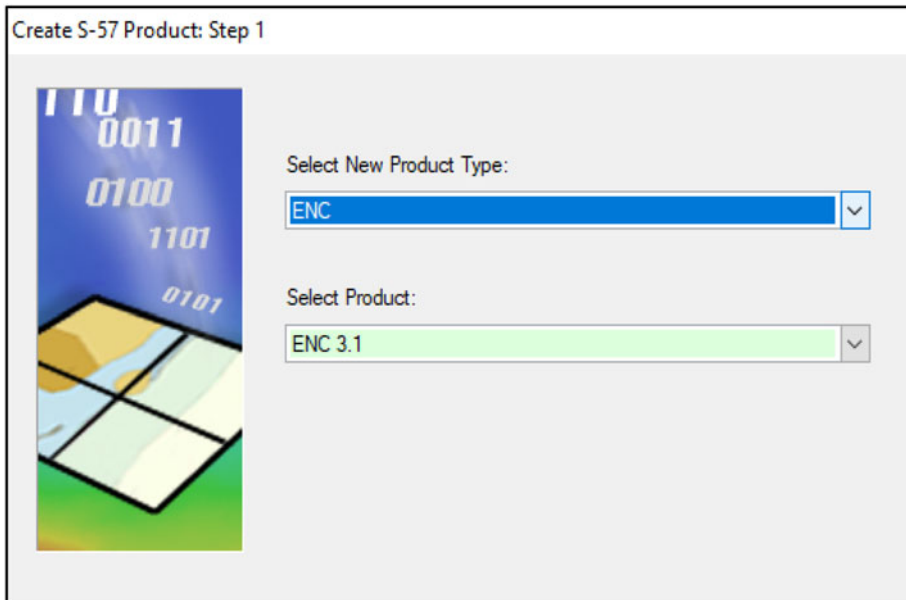 Create S-57 Product: Step 1
110
0011
0100
1101
0101
Select New Product Type:
ENC
Select Product:
ENC 3.1